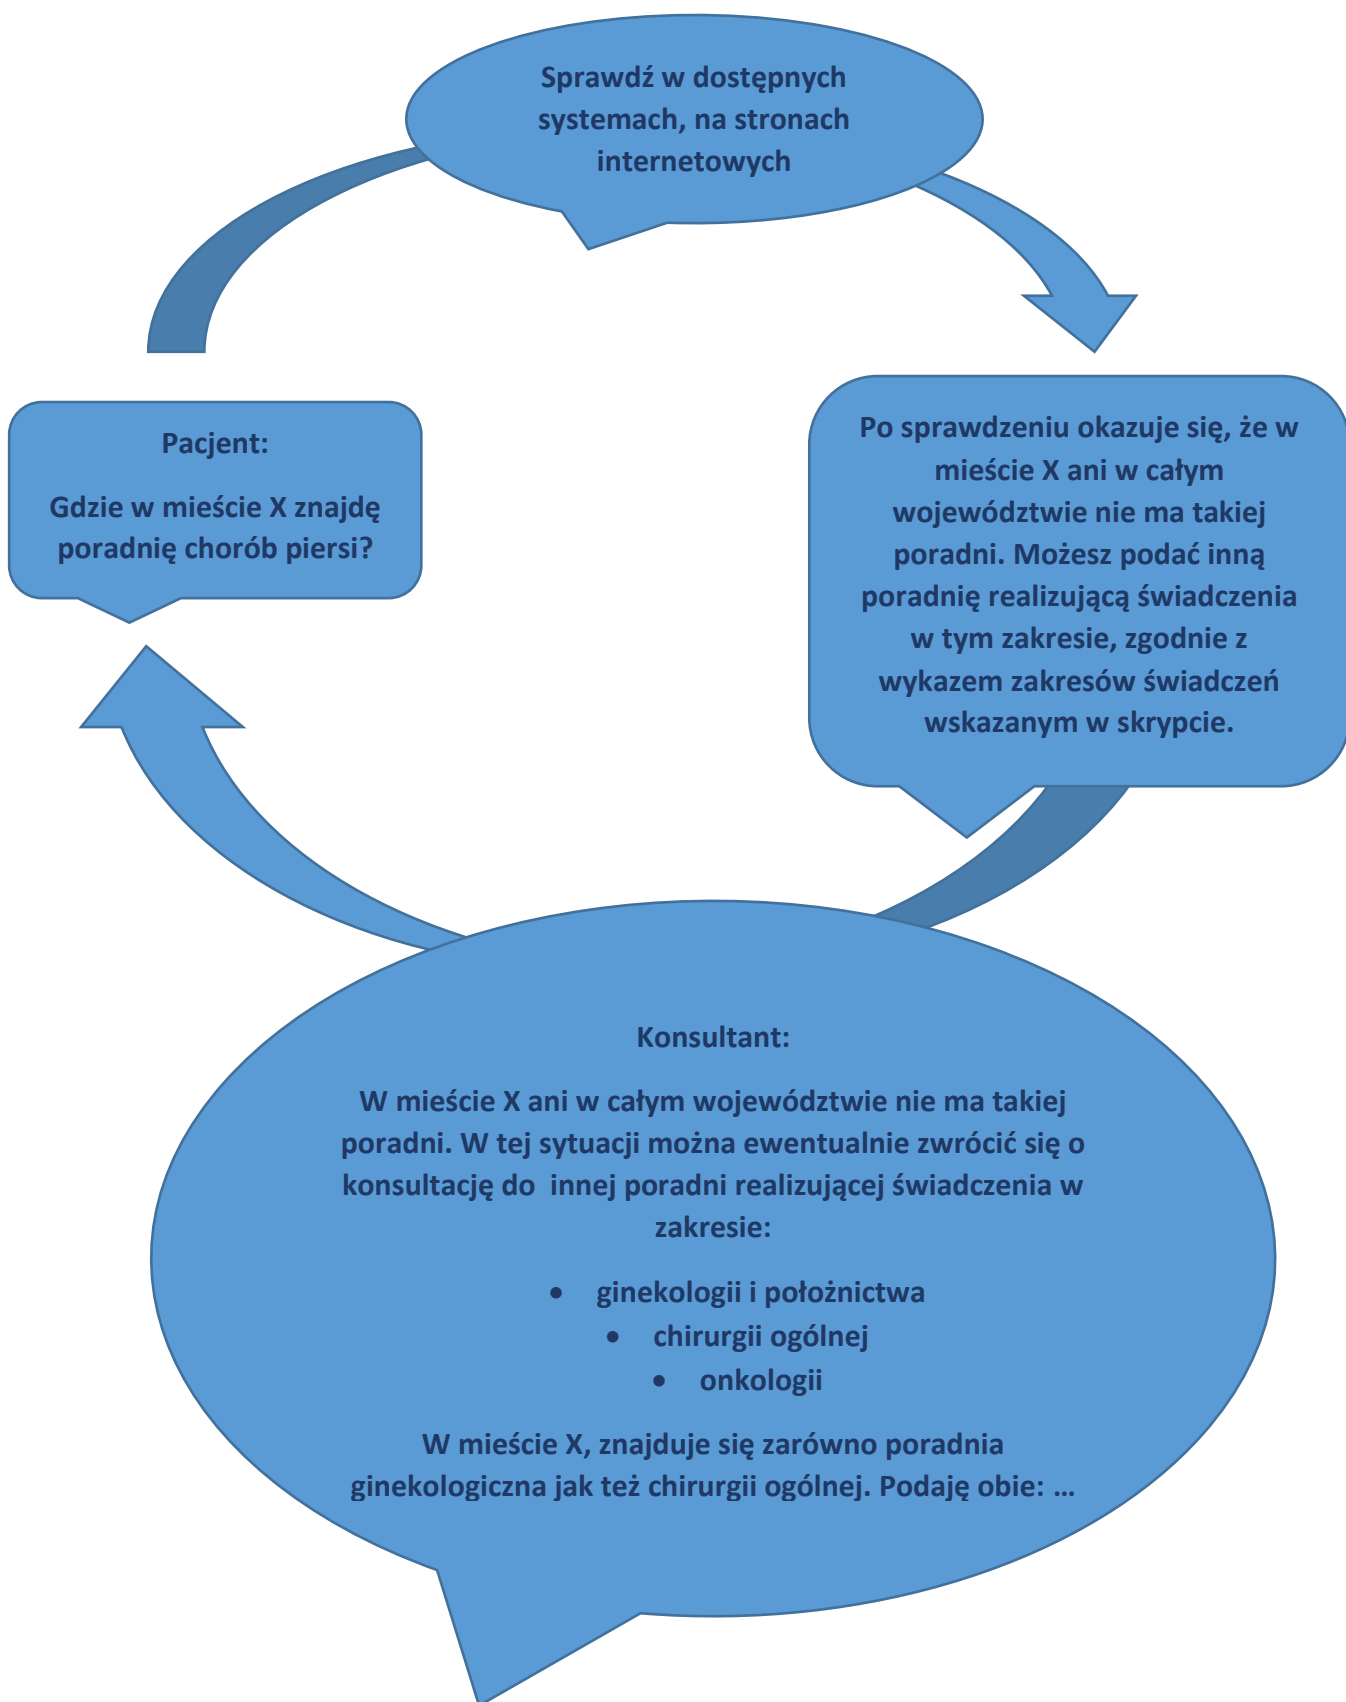 Sprawdź w dostępnych
systemach, na stronach
internetowych
Pacjent:
Gdzie w mieście X znajdę
poradnię chorób piersi?
Po sprawdzeniu okazuje się, że w
mieście X ani w całym
województwie nie ma takiej
poradni. Możesz podać inną
poradnię realizującą świadczenia
w tym zakresie, zgodnie z
wykazem zakresów świadczeń
wskazanym w skrypcie.
Konsultant:
W mieście X ani w całym województwie nie ma takiej
poradni. W tej sytuacji można ewentualnie zwrócić się o
konsultację do  innej poradni realizującej świadczenia w
zakresie:
• ginekologii i położnictwa
• chirurgii ogólnej
• onkologii
W mieście X, znajduje się zarówno poradnia
ginekologiczna jak też chirurgii ogólnej. Podaję obie: …